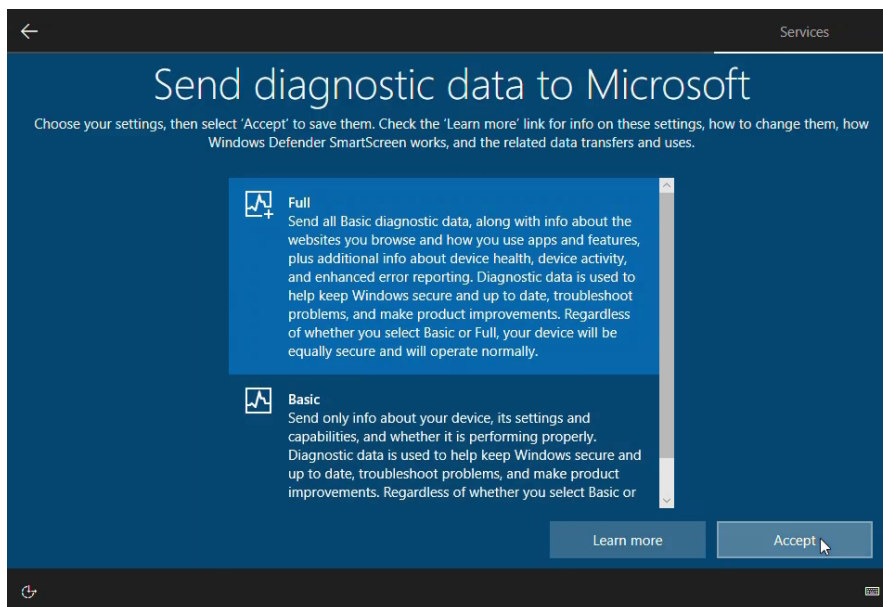 Services
Send diagnostic data to Microsoft
Choose your settings, then select 'Accept' to save them. Check the 'Learn more' link for info on these settings, how to change them, how
Windows Defender SmartScreen works, and the related data transfers and uses.
Full
Send all Basic diagnostic data, along with info about the
websites you browse and how you use apps and features,
plus additional info about device health, device activity,
and enhanced error reporting. Diagnostic data is used to
help keep Windows secure and up to date, troubleshoot
problems, and make product improvements. Regardless
of whether you select Basic or Full, your device will be
equally secure and will operate normally.
Basic
Send only info about your device, its settings and
capabilities, and whether it is performing properly.
Diagnostic data is used to help keep Windows secure and
up to date, troubleshoot problems, and make product
improvements. Regardless of whether you select Basic or
Learn more
Accept